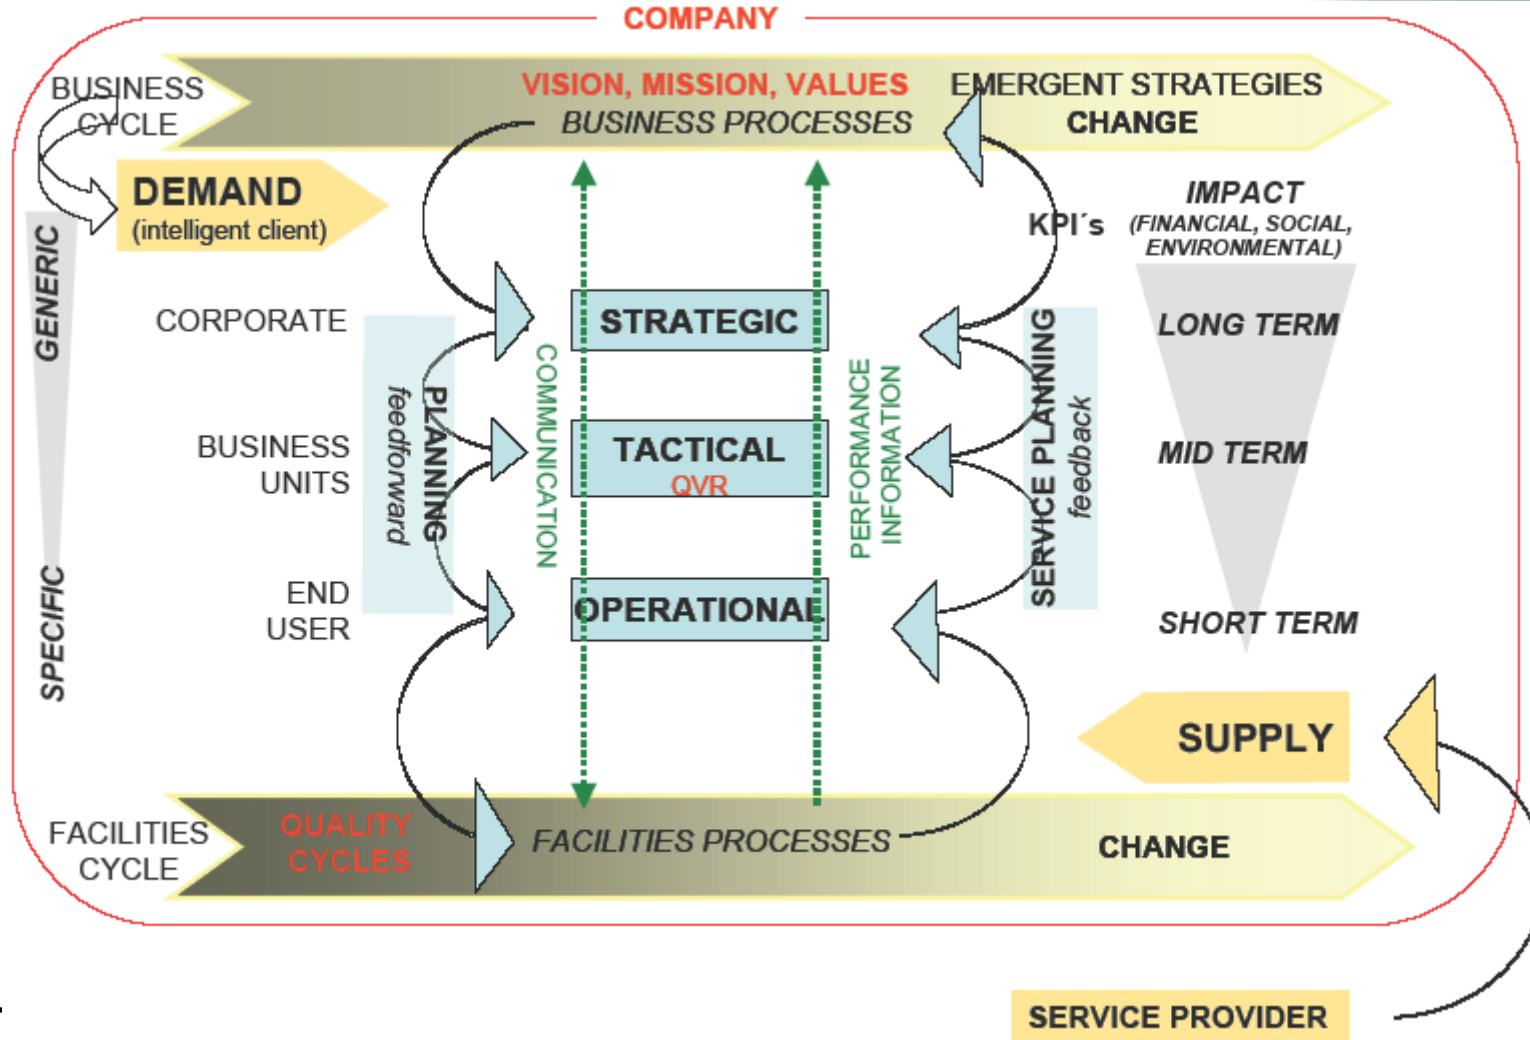 COMPANY
BUSINESS
CYCLE
VISION, MISSION, VALUES
BUSINESS PROCESSES
EMERGENT STRATEGIES
CHANGE
DEMAND
(intelligent client)
KPI´s
IMPACT
(FINANCIAL, SOCIAL,
ENVIRONMENTAL)
GENERIC
SPECIFIC
CORPORATE
BUSINESS
UNITS
END
USER
PLANNING
feedforward
COMMUNICATION
STRATEGIC
TACTICAL
QVR
OPERATIONAL
PERFORMANCE
INFORMATION
SERVICE PLANNING
feedback
LONG TERM
MID TERM
SHORT TERM
SUPPLY
FACILITIES
CYCLE
QUALITY
CYCLES
FACILITIES PROCESSES
CHANGE
SERVICE PROVIDER